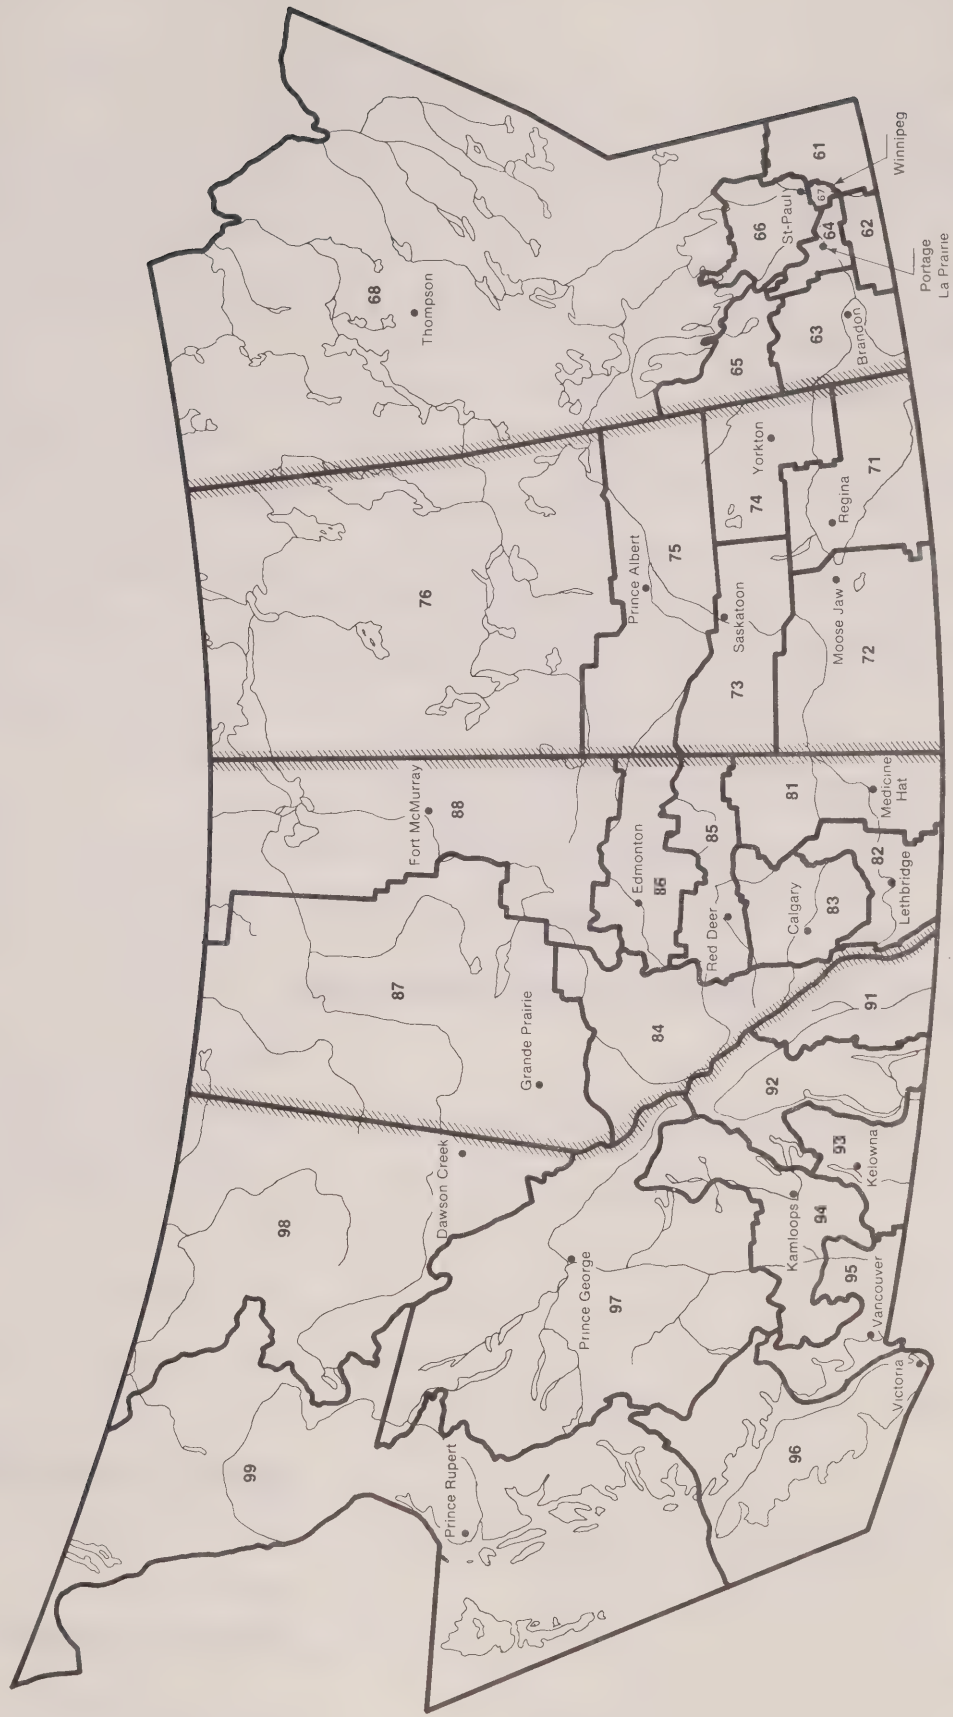 99
98
Prince Rupert
Dawson Creek
Prince George
97
Grande Prairie
87
Fort McMurray
88
76
68
Thompson
96
Victoria
Vancouver
95
Kamloops
94
93
Kelowna
92
91
84
Edmonton
86
Red Deer
85
Calgary
83
82
Lethbridge
81
Medicine
Hat
Prince Albert
75
Saskatoon
73
Moose Jaw
72
74
Yorkton
Regina
71
65
63
Brandon
66
St-Paul
67
64
62
61
Portage
La Prairie
Winnipeg